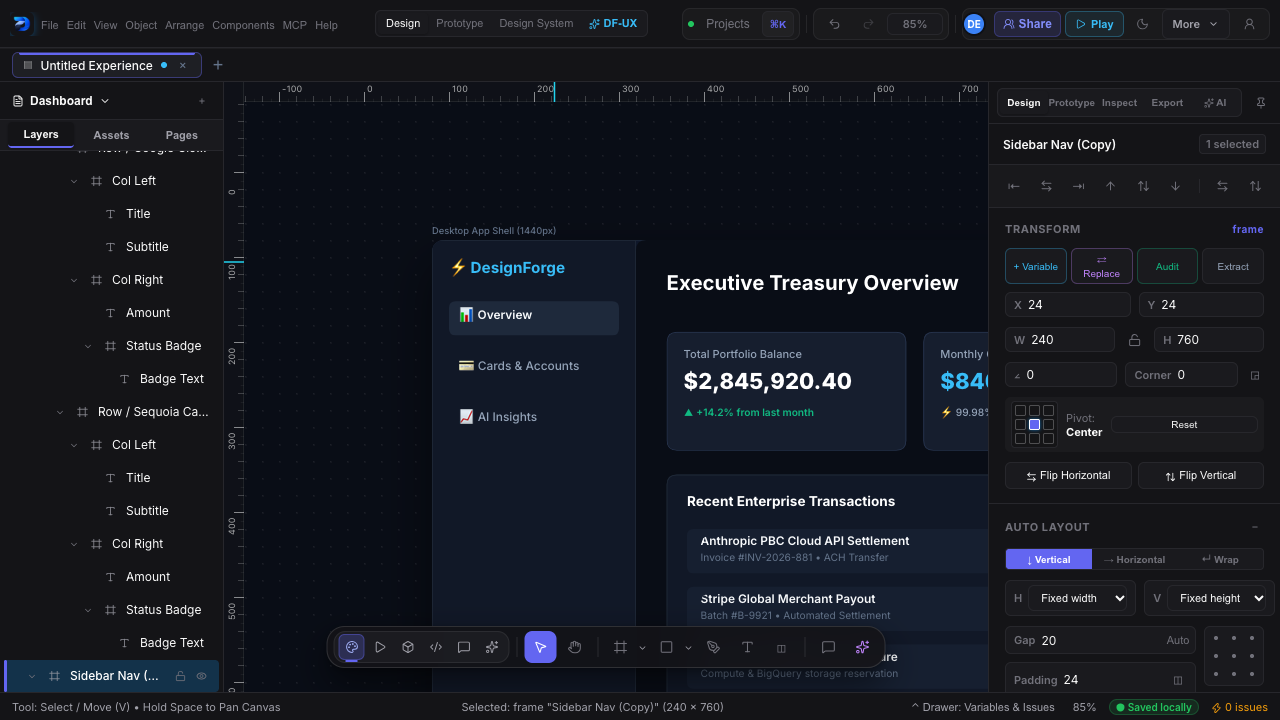 File Edit View Object Arrange Components MCP Help
Design Prototype Design System DF-UX
Projects ⌘K
85%
DE Share Play More
Untitled Experience ● × +
Dashboard +
Layers Assets Pages
Col Left
Title
Subtitle
Col Right
Amount
Status Badge
Badge Text
Row / Sequoia Ca...
Col Left
Title
Subtitle
Col Right
Amount
Status Badge
Badge Text
Sidebar Nav (...
-100 0 100 200 300 400 500 600 700
0
100
200
300
400
500
Desktop App Shell (1440px)
⚡ DesignForge
📊 Overview
💳 Cards & Accounts
📈 AI Insights
Executive Treasury Overview
Total Portfolio Balance
$2,845,920.40
▲ +14.2% from last month
Monthly
$84
⚡ 99.98%
Recent Enterprise Transactions
Anthropic PBC Cloud API Settlement
Invoice #INV-2026-881 • ACH Transfer
Stripe Global Merchant Payout
Batch #B-9921 • Automated Settlement
Compute & BigQuery storage reservation
Design Prototype Inspect Export AI
Sidebar Nav (Copy) 1 selected
TRANSFORM frame
+ Variable
Replace
Audit
Extract
X 24 Y 24
W 240 H 760
0 Corner 0
Pivot:
Center
Reset
Flip Horizontal Flip Vertical
AUTO LAYOUT −
↓ Vertical → Horizontal ↵ Wrap
H Fixed width V Fixed height
Gap 20 Auto
Padding 24
Tool: Select / Move (V) • Hold Space to Pan Canvas
Selected: frame "Sidebar Nav (Copy)" (240 × 760)
^ Drawer: Variables & Issues 85% ● Saved locally 0 issues